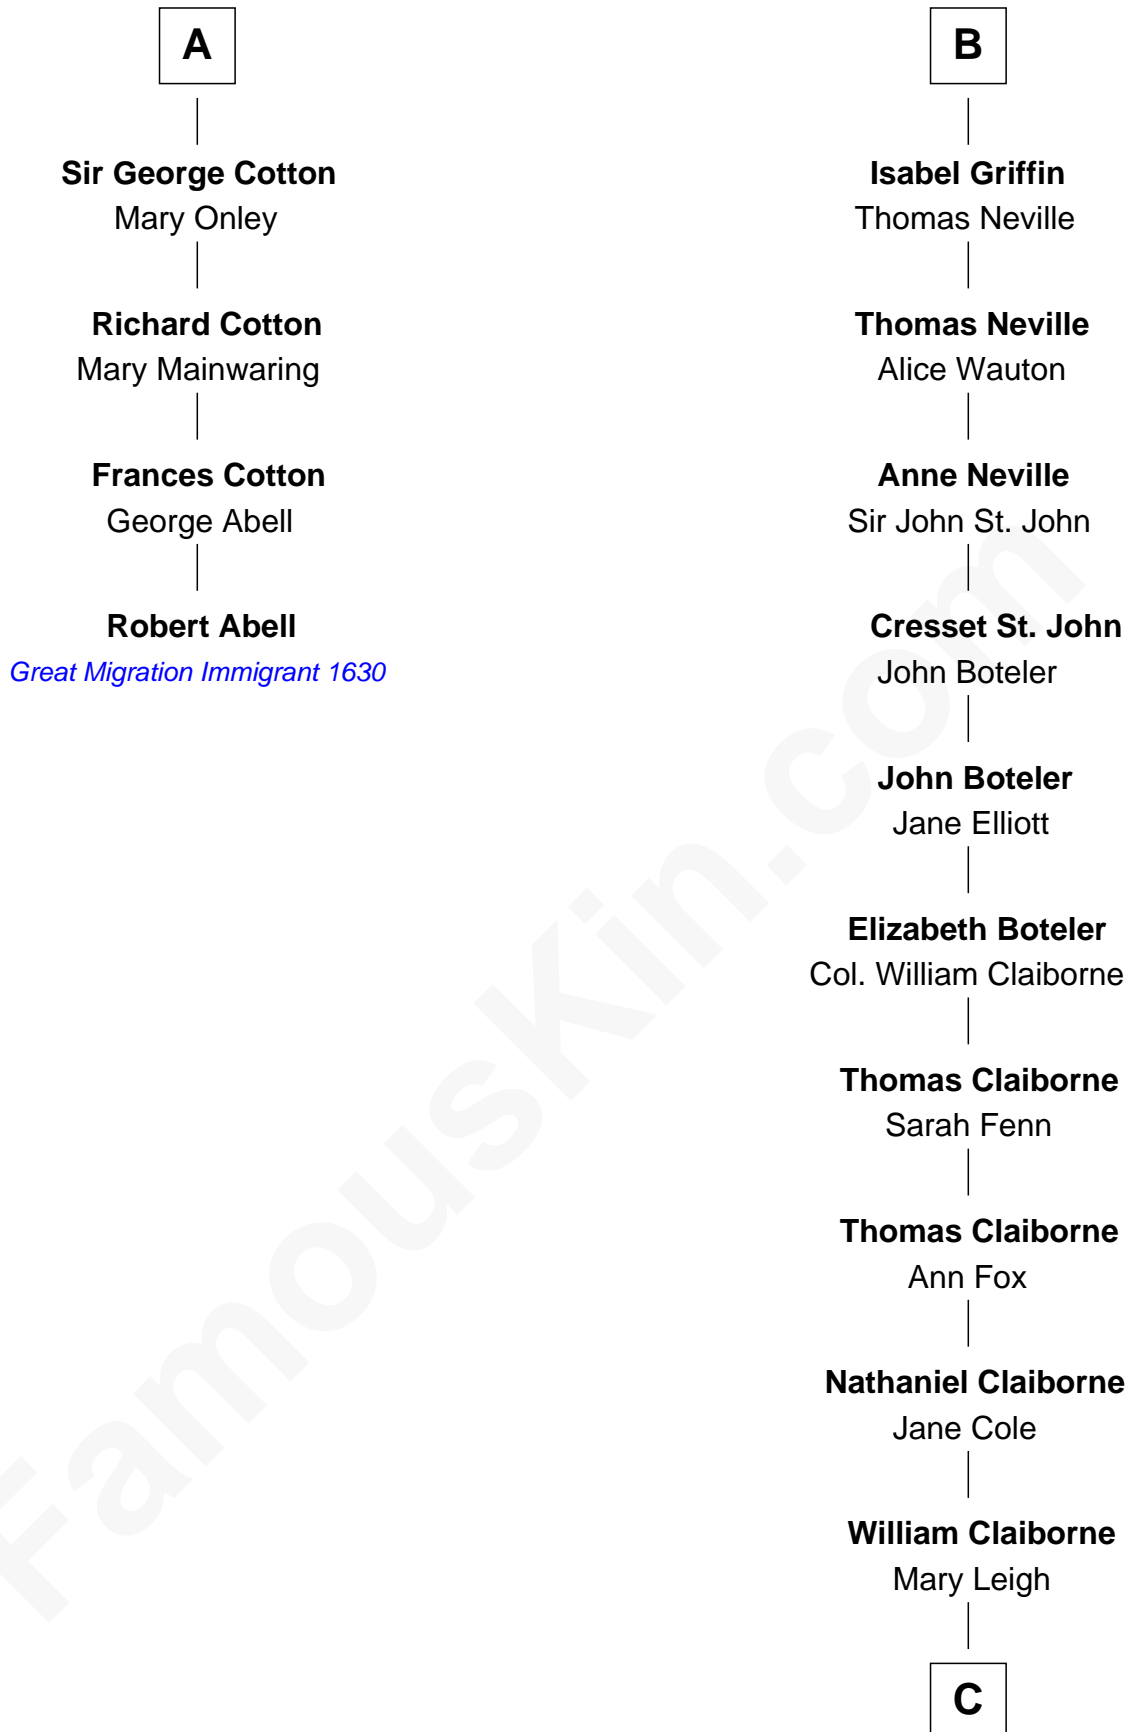 A
Sir George Cotton
Mary Onley
Richard Cotton
Mary Mainwaring
Frances Cotton
George Abell
Robert Abell
Great Migration Immigrant 1630
B
Isabel Griffin
Thomas Neville
Thomas Neville
Alice Wauton
Anne Neville
Sir John St. John
Cresset St. John
John Boteler
John Boteler
Jane Elliott
Elizabeth Boteler
Col. William Claiborne
Thomas Claiborne
Sarah Fenn
Thomas Claiborne
Ann Fox
Nathaniel Claiborne
Jane Cole
William Claiborne
Mary Leigh
C
FamousKin.com